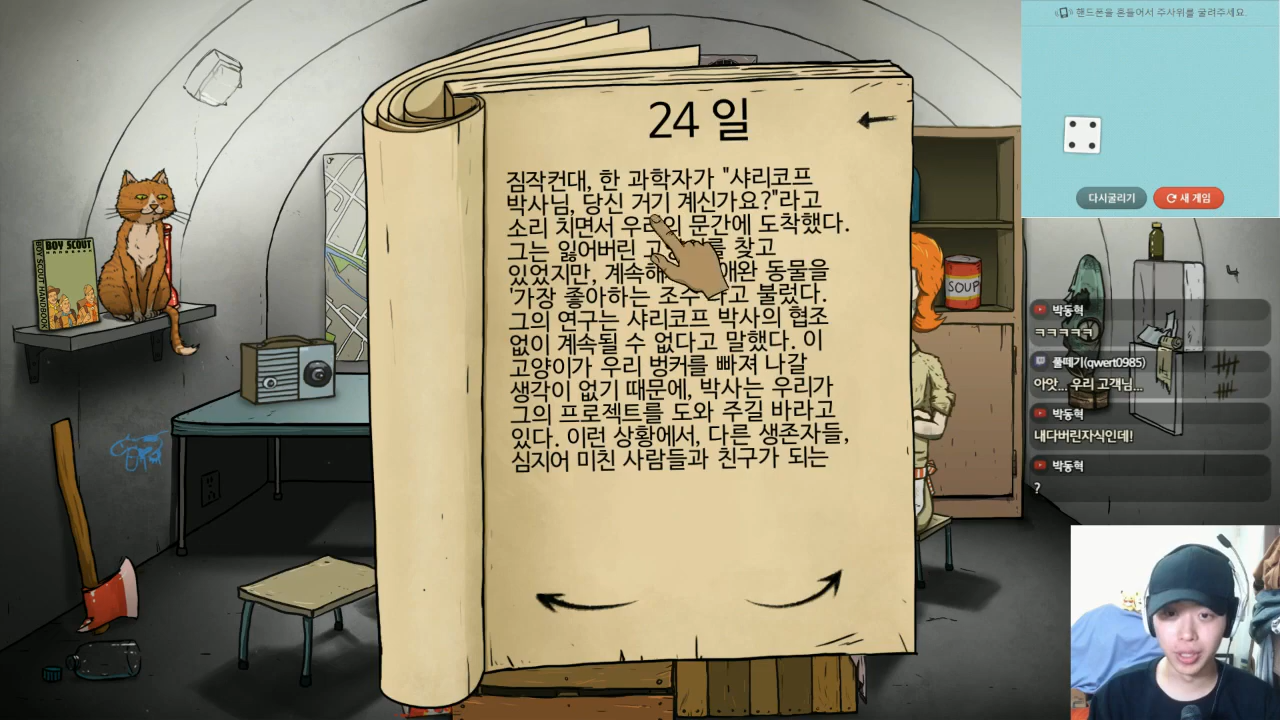 24 일
짐작컨대, 한 과학자가 "샤리코프
박사님, 당신 거기 계신가요?"라고
소리 치면서 우리의 문간에 도착했다.
그는 잃어버린 를 찾고
있었지만, 계속해 애완 동물을
'가장 좋아하는 조수'라고 불렀다.
그의 연구는 샤리코프 박사의 협조
없이 계속될 수 없다고 말했다. 이
고양이가 우리 벙커를 빠져 나갈
생각이 없기 때문에, 박사는 우리가
그의 프로젝트를 도와 주길 바라고
있다. 이런 상황에서, 다른 생존자들,
심지어 미친 사람들과 친구가 되는
BOY SCOUT
BOY SCOUT HANDBOOK
SOUP
핸드폰을 흔들어서 주사위를 굴려주세요.
다시굴리기
새 게임
박동혁
ㅋㅋㅋㅋㅋ
풀떼기(qwert0985)
아앗... 우리 고객님...
박동혁
내다버린자식인데!
박동혁
?